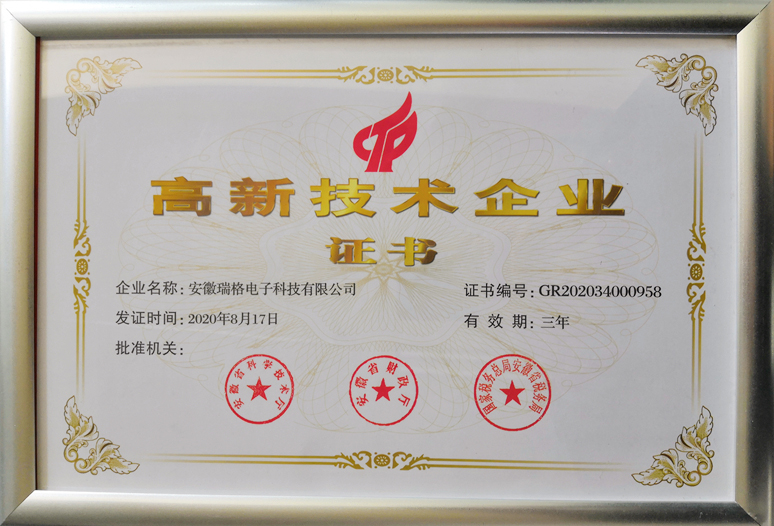 高新技术企业
证书
企业名称：安徽瑞格电子科技有限公司
证书编号：GR202034000958
发证时间：2020年8月17日
有 效 期：三年
批准机关：
安徽省科学技术厅
安徽省财政厅
国家税务总局安徽省税务局